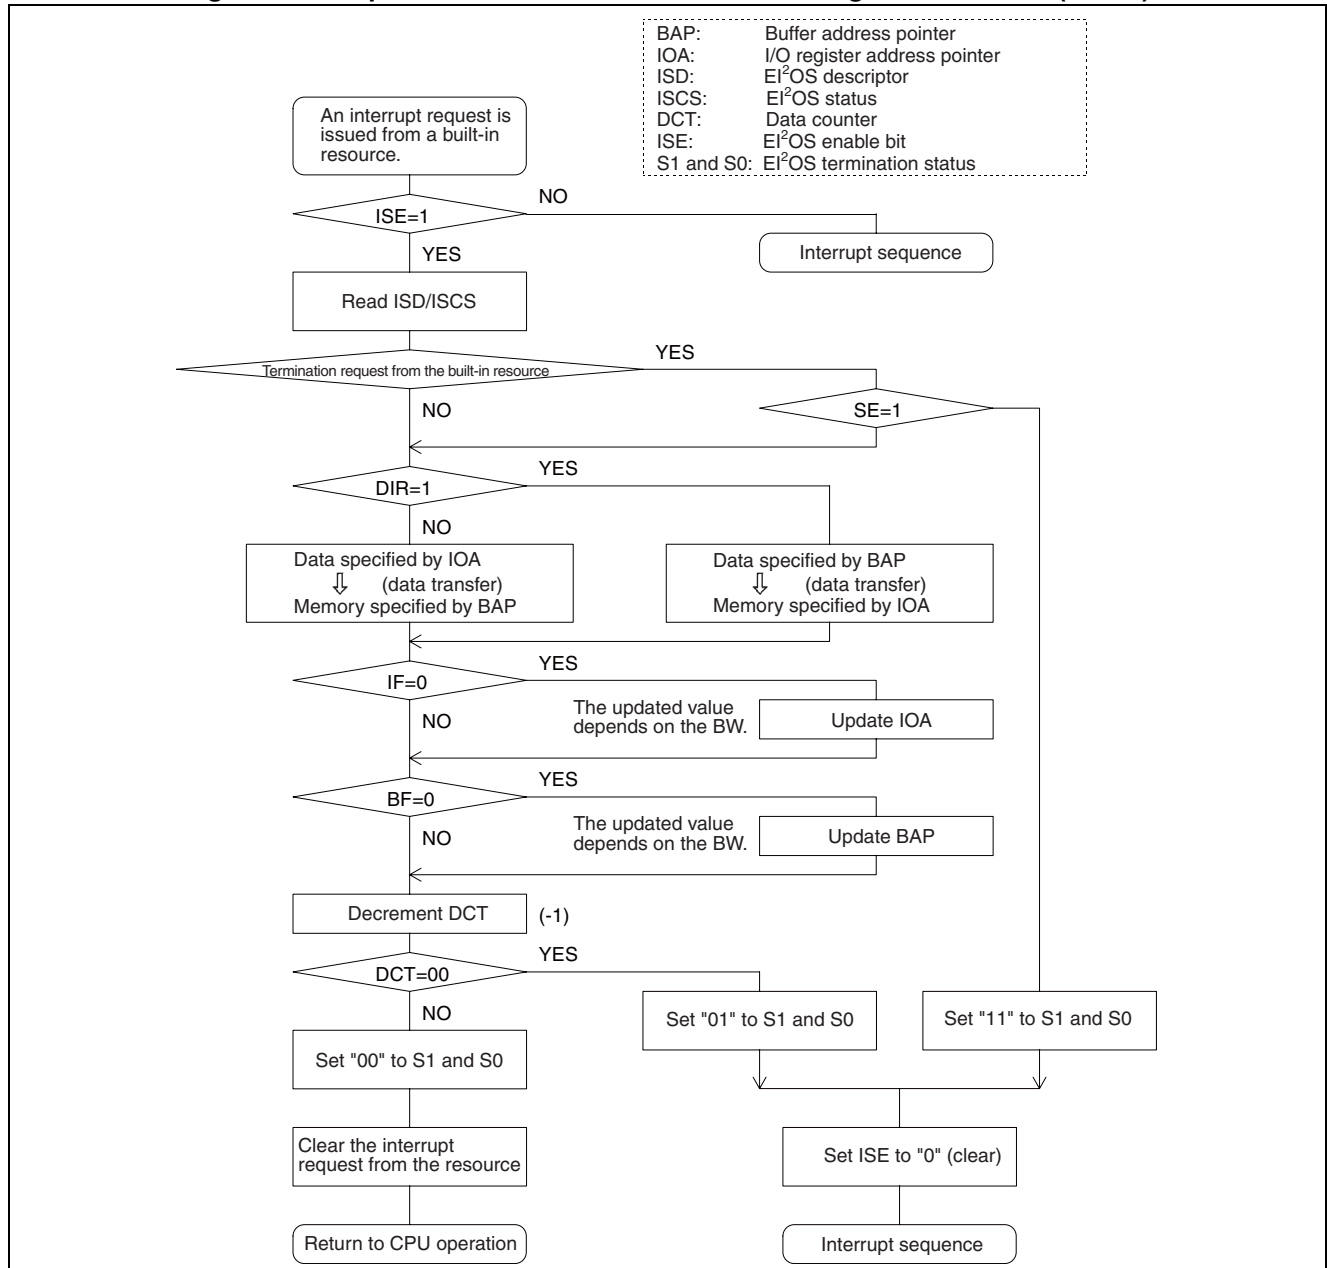 BAP: Buffer address pointer
IOA: I/O register address pointer
ISD: EI²OS descriptor
ISCS: EI²OS status
DCT: Data counter
ISE: EI²OS enable bit
S1 and S0: EI²OS termination status
An interrupt request is
issued from a built-in
resource.
ISE=1
NO
YES
Interrupt sequence
Read ISD/ISCS
Termination request from the built-in resource
YES
NO
SE=1
DIR=1
YES
NO
Data specified by IOA
⇩ (data transfer)
Memory specified by BAP
Data specified by BAP
⇩ (data transfer)
Memory specified by IOA
IF=0
YES
NO
The updated value
depends on the BW.
Update IOA
BF=0
YES
NO
The updated value
depends on the BW.
Update BAP
Decrement DCT
(-1)
DCT=00
YES
NO
Set "01" to S1 and S0
Set "11" to S1 and S0
Set "00" to S1 and S0
Clear the interrupt
request from the resource
Set ISE to "0" (clear)
Return to CPU operation
Interrupt sequence